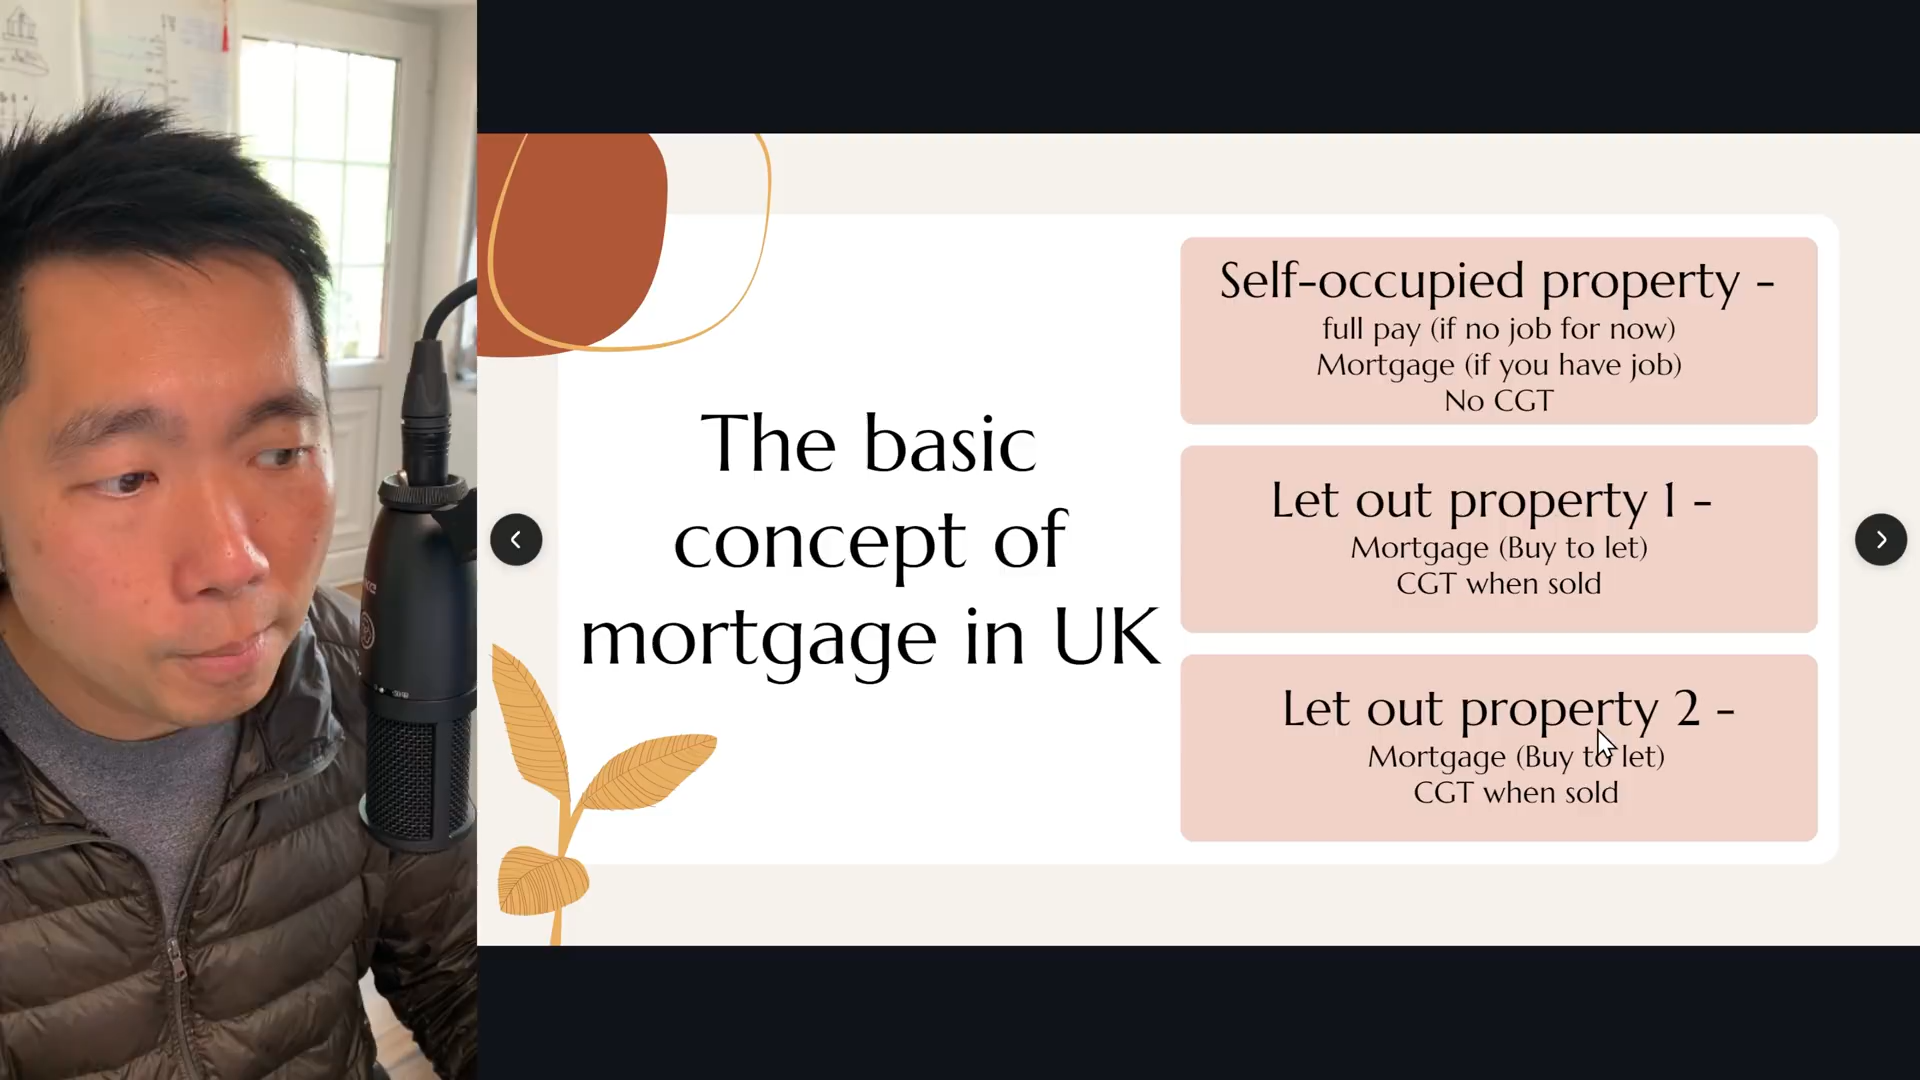 The basic
concept of
mortgage in UK
Self-occupied property -
full pay (if no job for now)
Mortgage (if you have job)
No CGT
Let out property 1 -
Mortgage (Buy to let)
CGT when sold
Let out property 2 -
Mortgage (Buy to let)
CGT when sold